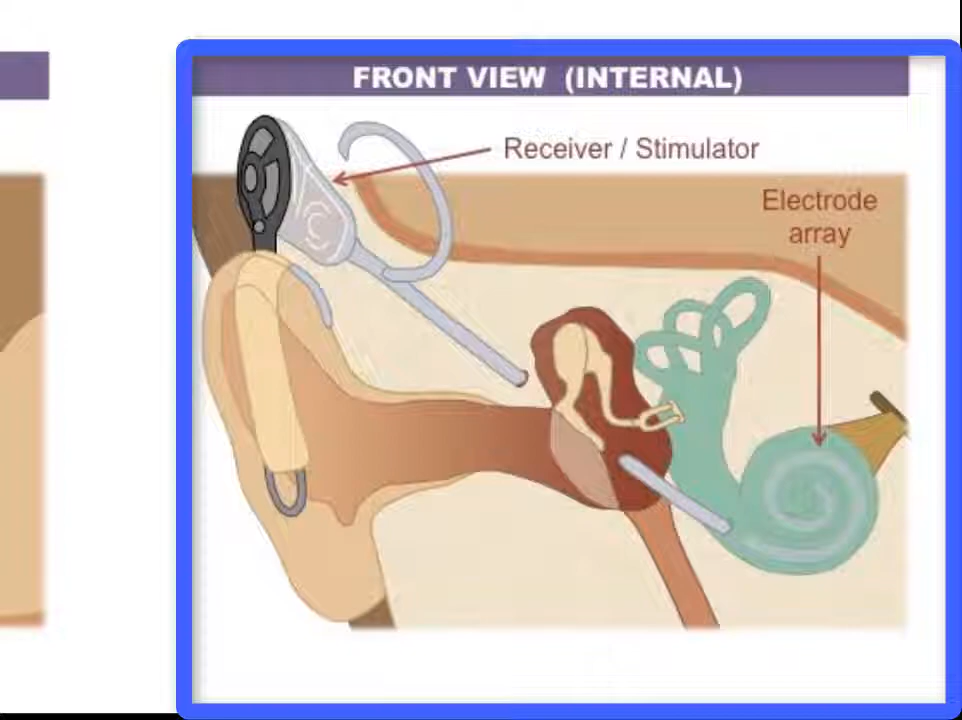 FRONT VIEW (INTERNAL)
Receiver / Stimulator
Electrode
array